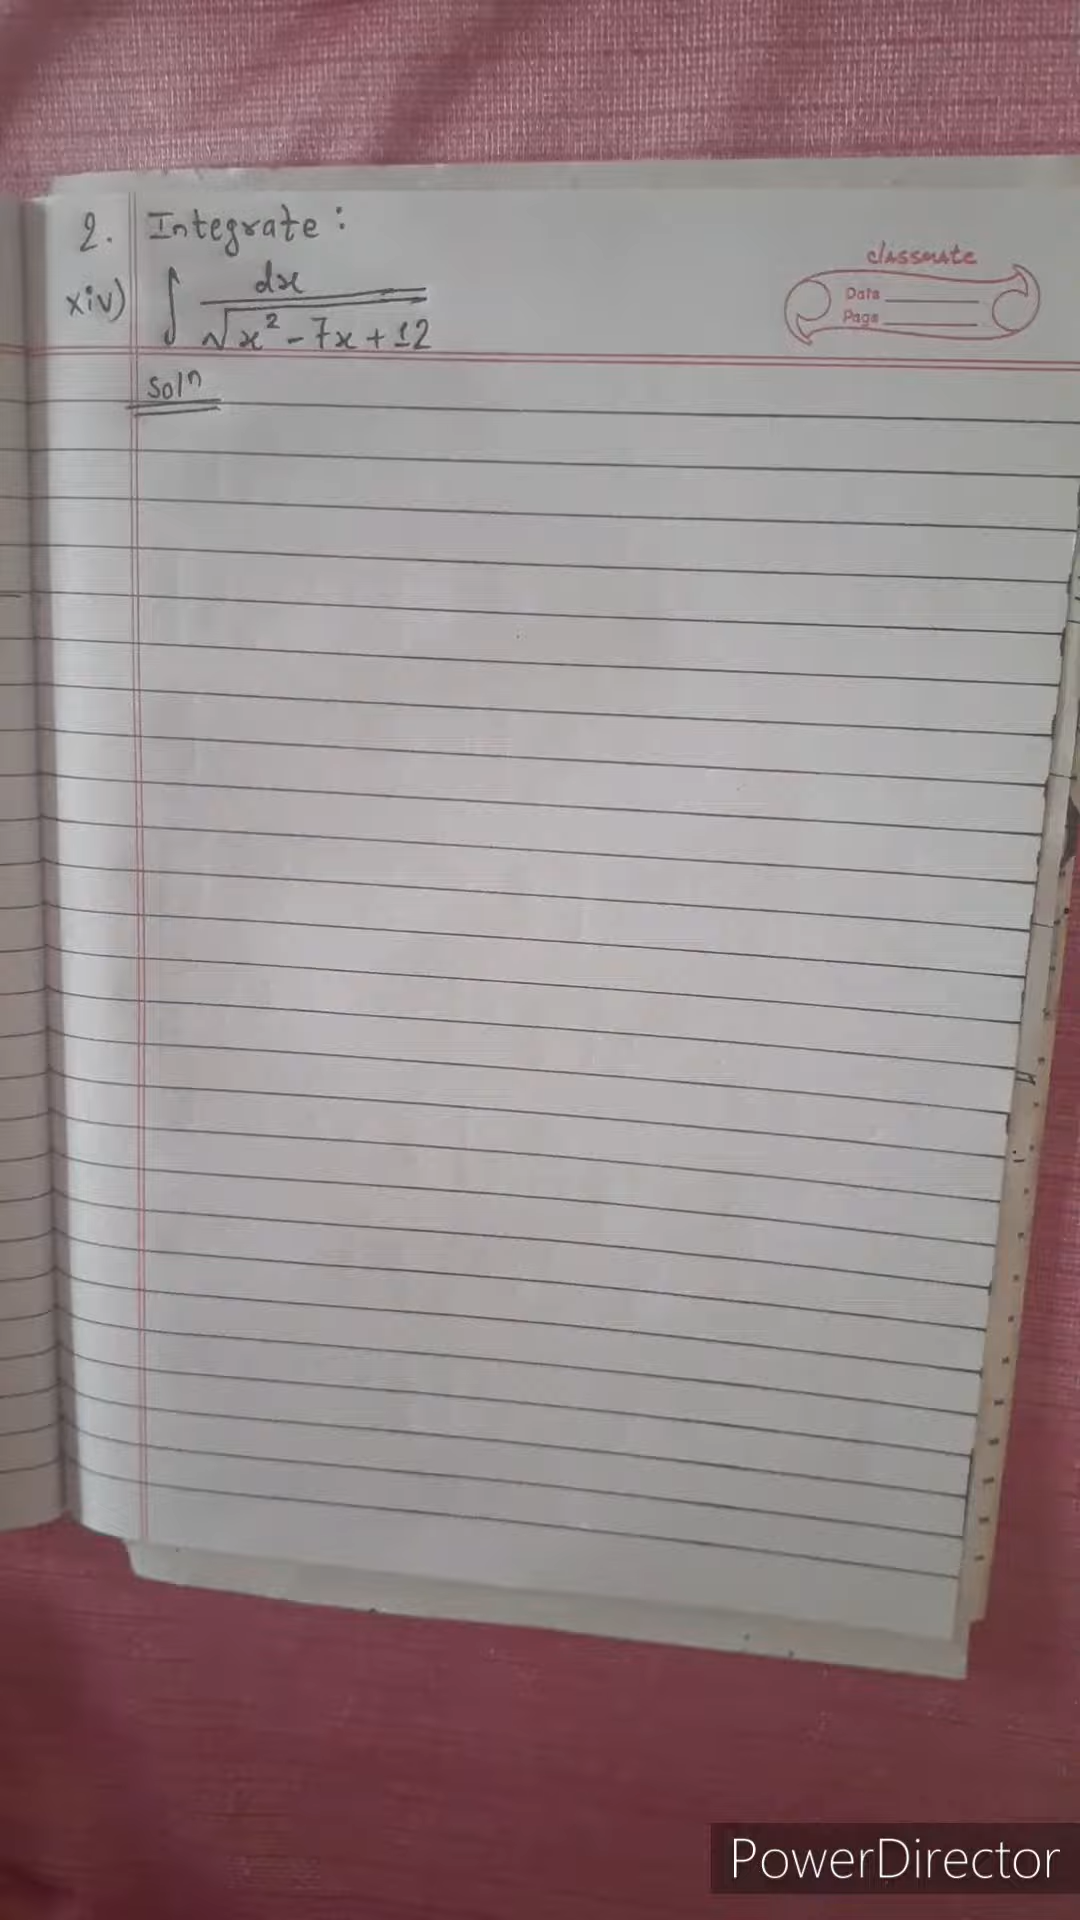 2. Integrate :
xiv) ∫ dx / √(x² - 7x + 12)
classmate
Date
Page
Solⁿ
PowerDirector